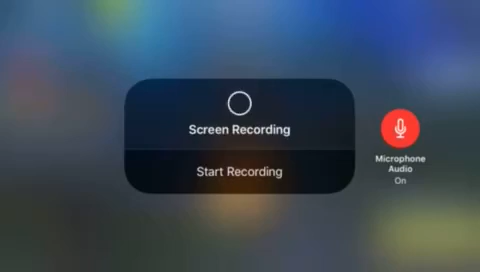 Screen Recording
Start Recording
Microphone
Audio
On